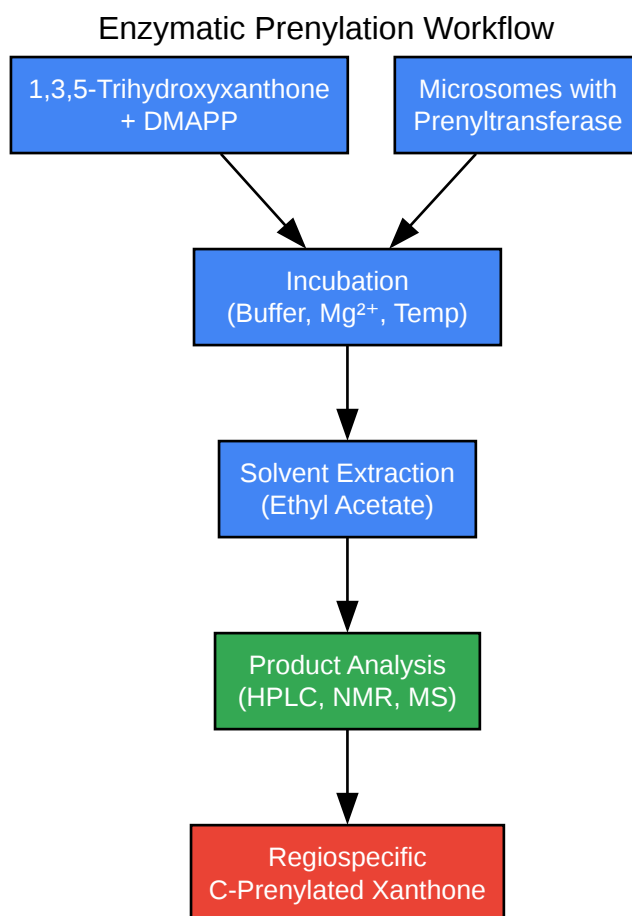 Enzymatic Prenylation Workflow
1,3,5-Trihydroxyxanthone
+ DMAPP
Microsomes with
Prenyltransferase
Incubation
(Buffer, Mg²⁺, Temp)
Solvent Extraction
(Ethyl Acetate)
Product Analysis
(HPLC, NMR, MS)
Regiospecific
C-Prenylated Xanthone